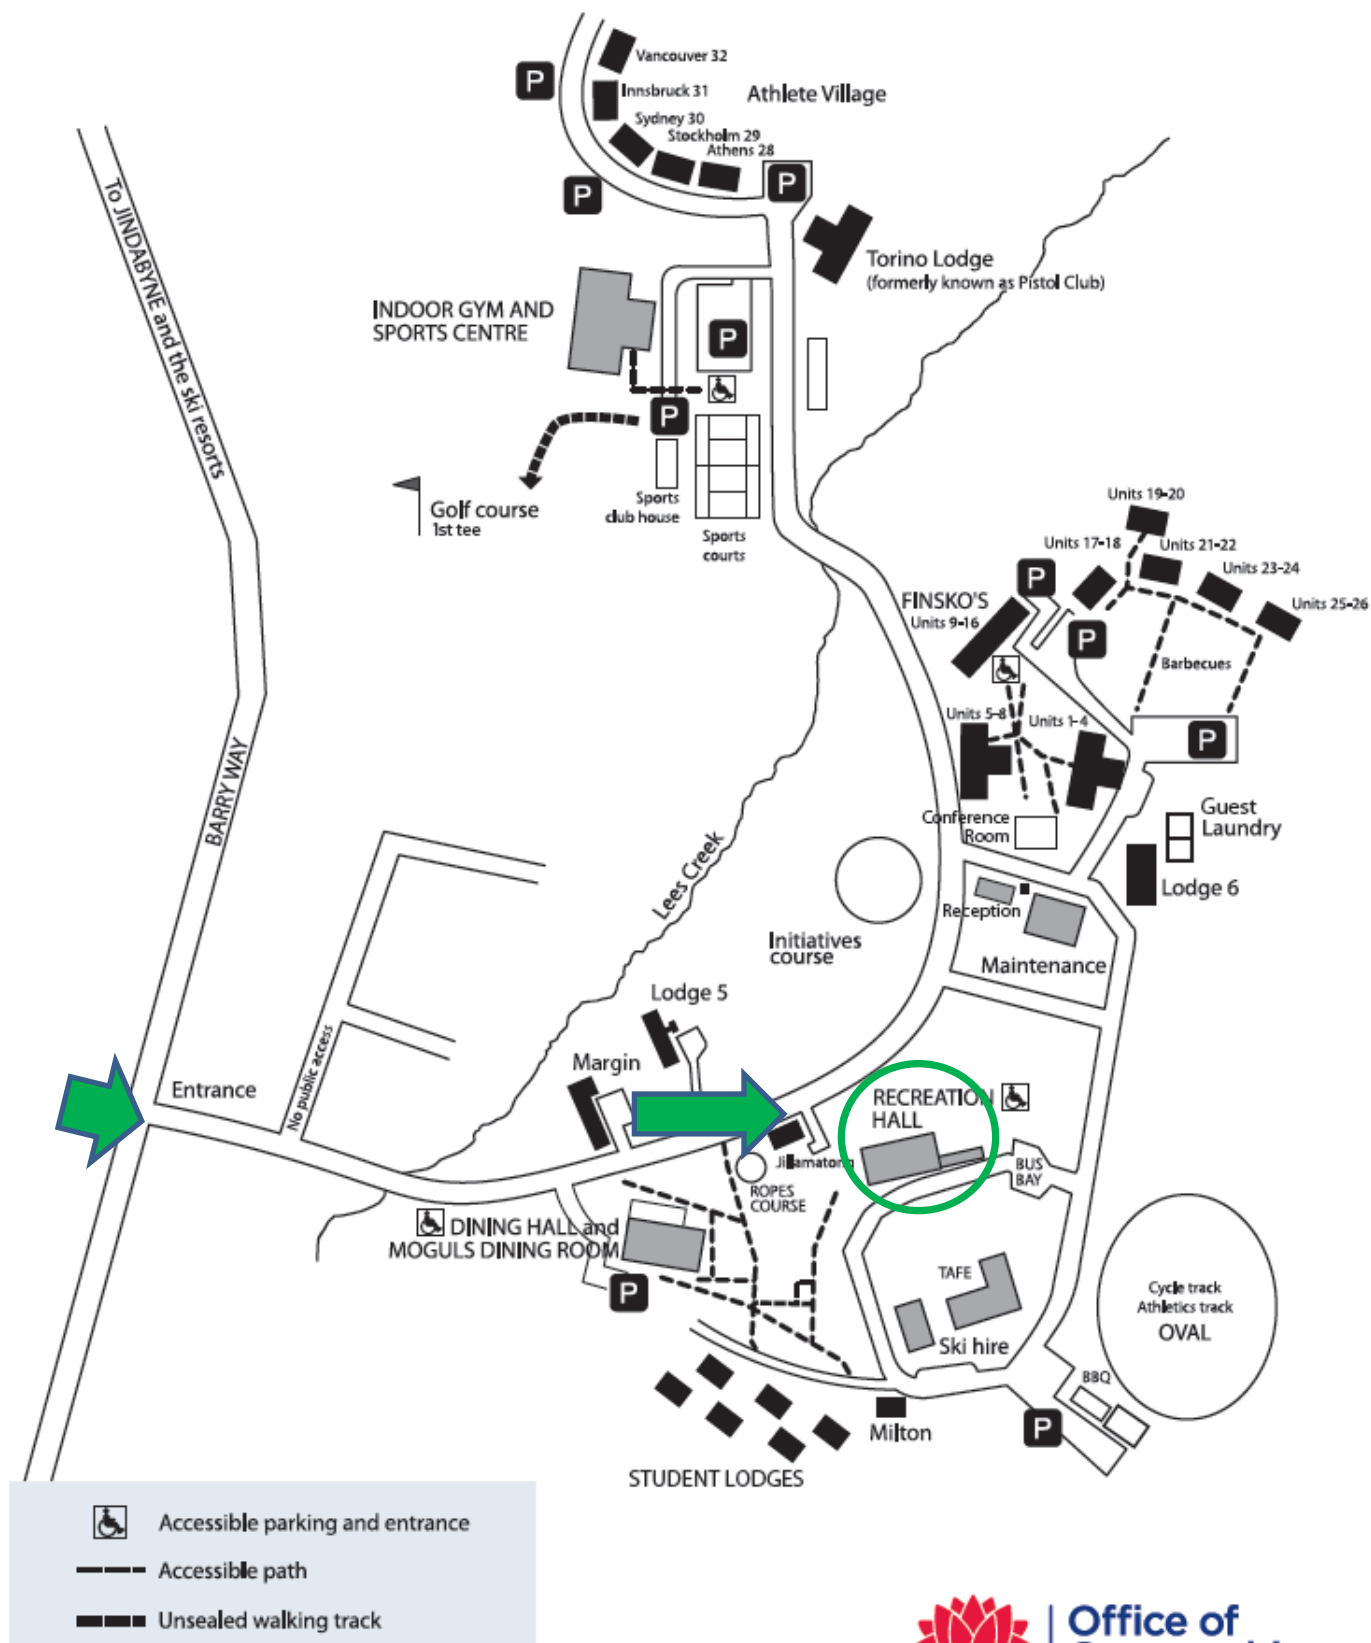 Vancouver 32
Innsbruck 31
Athlete Village
Sydney 30
Stockholm 29
Athens 28
P
P
P
To JINDABYNE and the ski resorts
Torino Lodge
(formerly known as Pistol Club)
INDOOR GYM AND
SPORTS CENTRE
P
P
Golf course
1st tee
Sports
club house
Sports
courts
Units 19-20
Units 17-18
Units 21-22
Units 23-24
Units 25-26
P
FINSKO'S
Units 9-16
P
Barbecues
Units 5-8
Units 1-4
P
BARRY WAY
Guest
Laundry
Conference
Room
Lees Creek
Lodge 6
Reception
Initiatives
course
Maintenance
Lodge 5
Margin
Entrance
No public access
RECREATION
HALL
Jillamatong
BUS
BAY
ROPES
COURSE
DINING HALL and
MOGULS DINING ROOM
P
TAFE
Cycle track
Athletics track
OVAL
Ski hire
BBQ
Milton
P
STUDENT LODGES
Accessible parking and entrance
Accessible path
Unsealed walking track
Office of